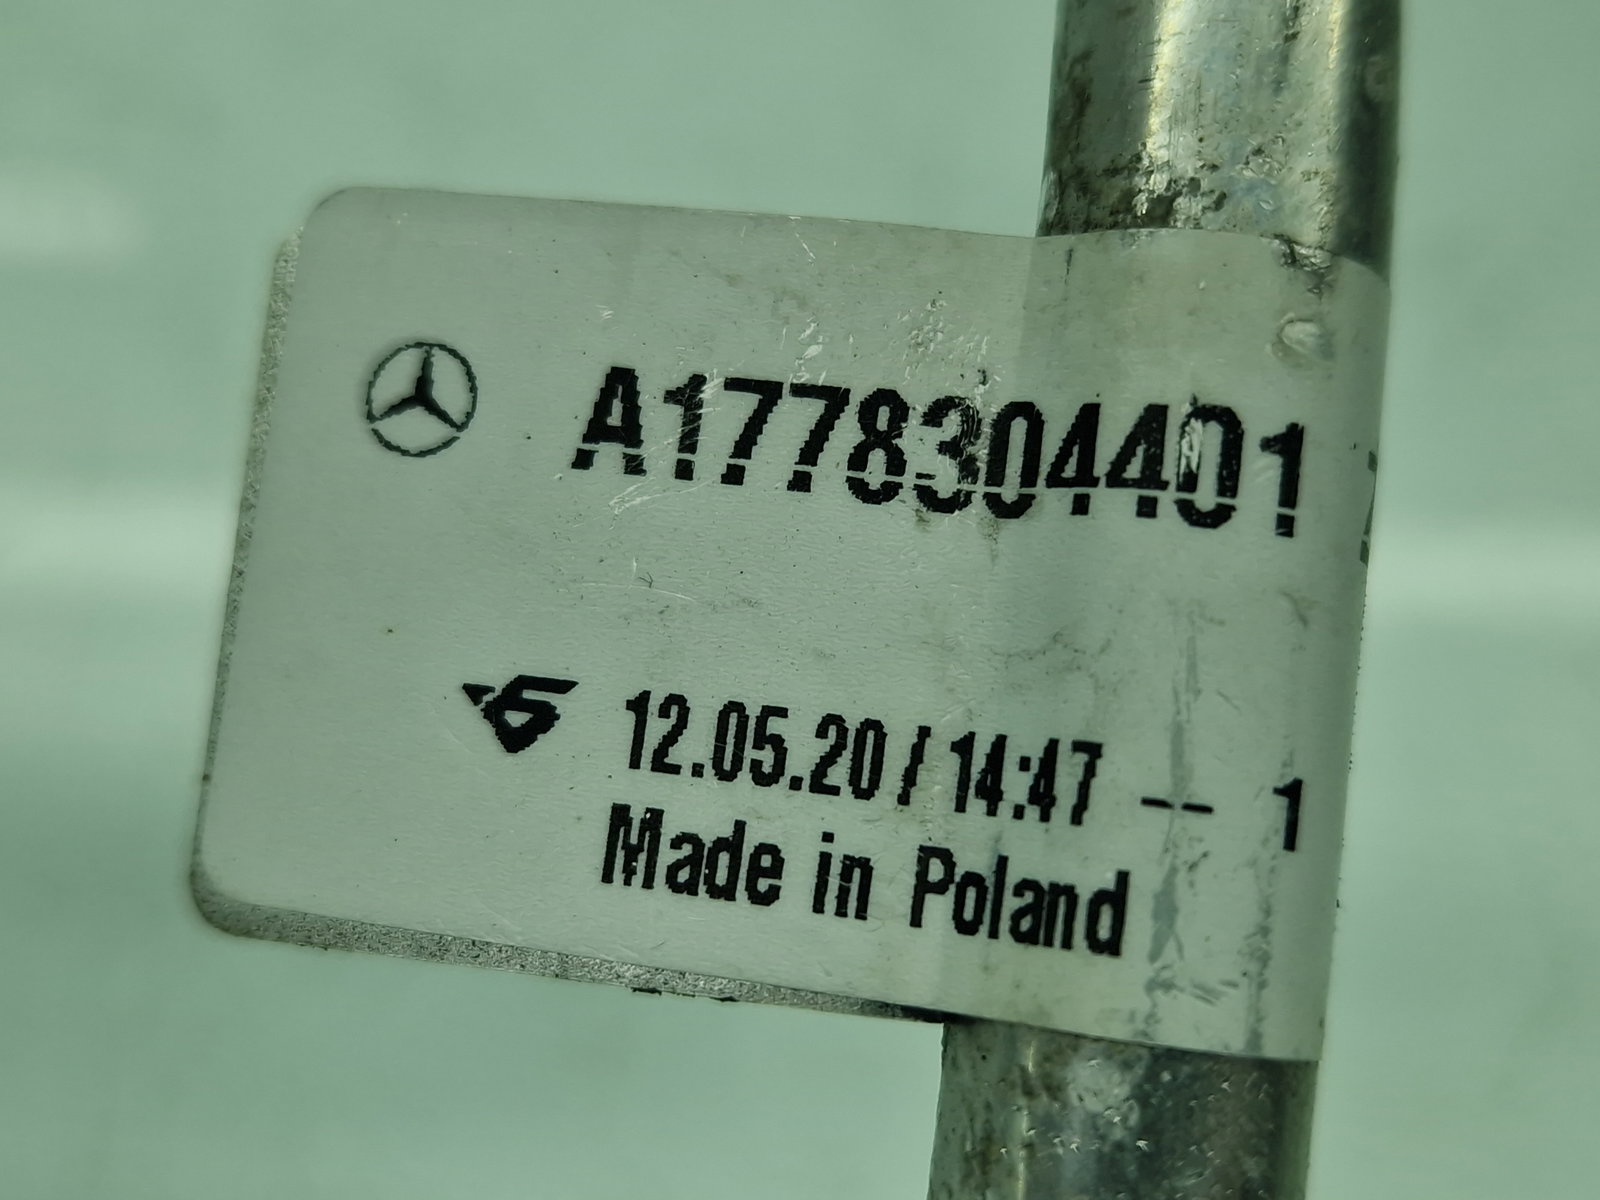 A1778304401
12.05.20/14:47 -- 1
Made in Poland